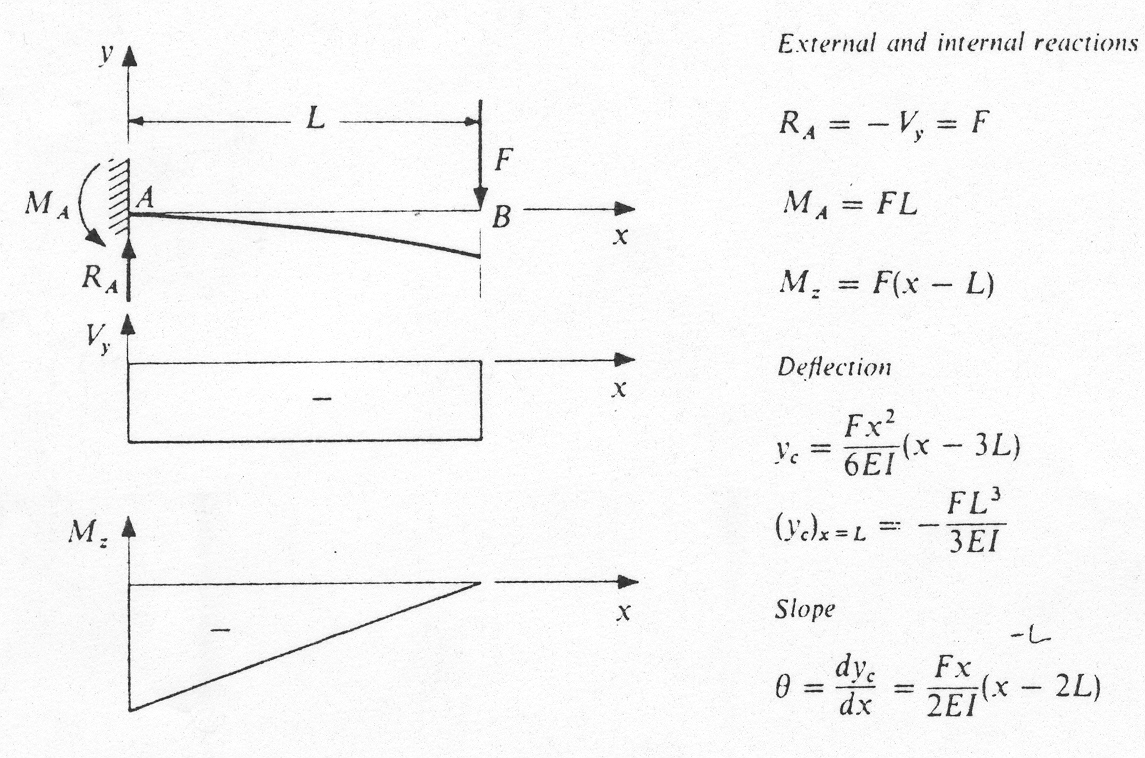 y
L
F
M_A
A
B
x
R_A
V_y
x
−
M_z
x
−
External and internal reactions
R_A = − V_y = F
M_A = FL
M_z = F(x − L)
Deflection
y_c = Fx²/6EI (x − 3L)
(y_c)_{x = L} = − FL³/3EI
Slope
-L
θ = dy_c/dx = Fx/2EI (x − 2L)